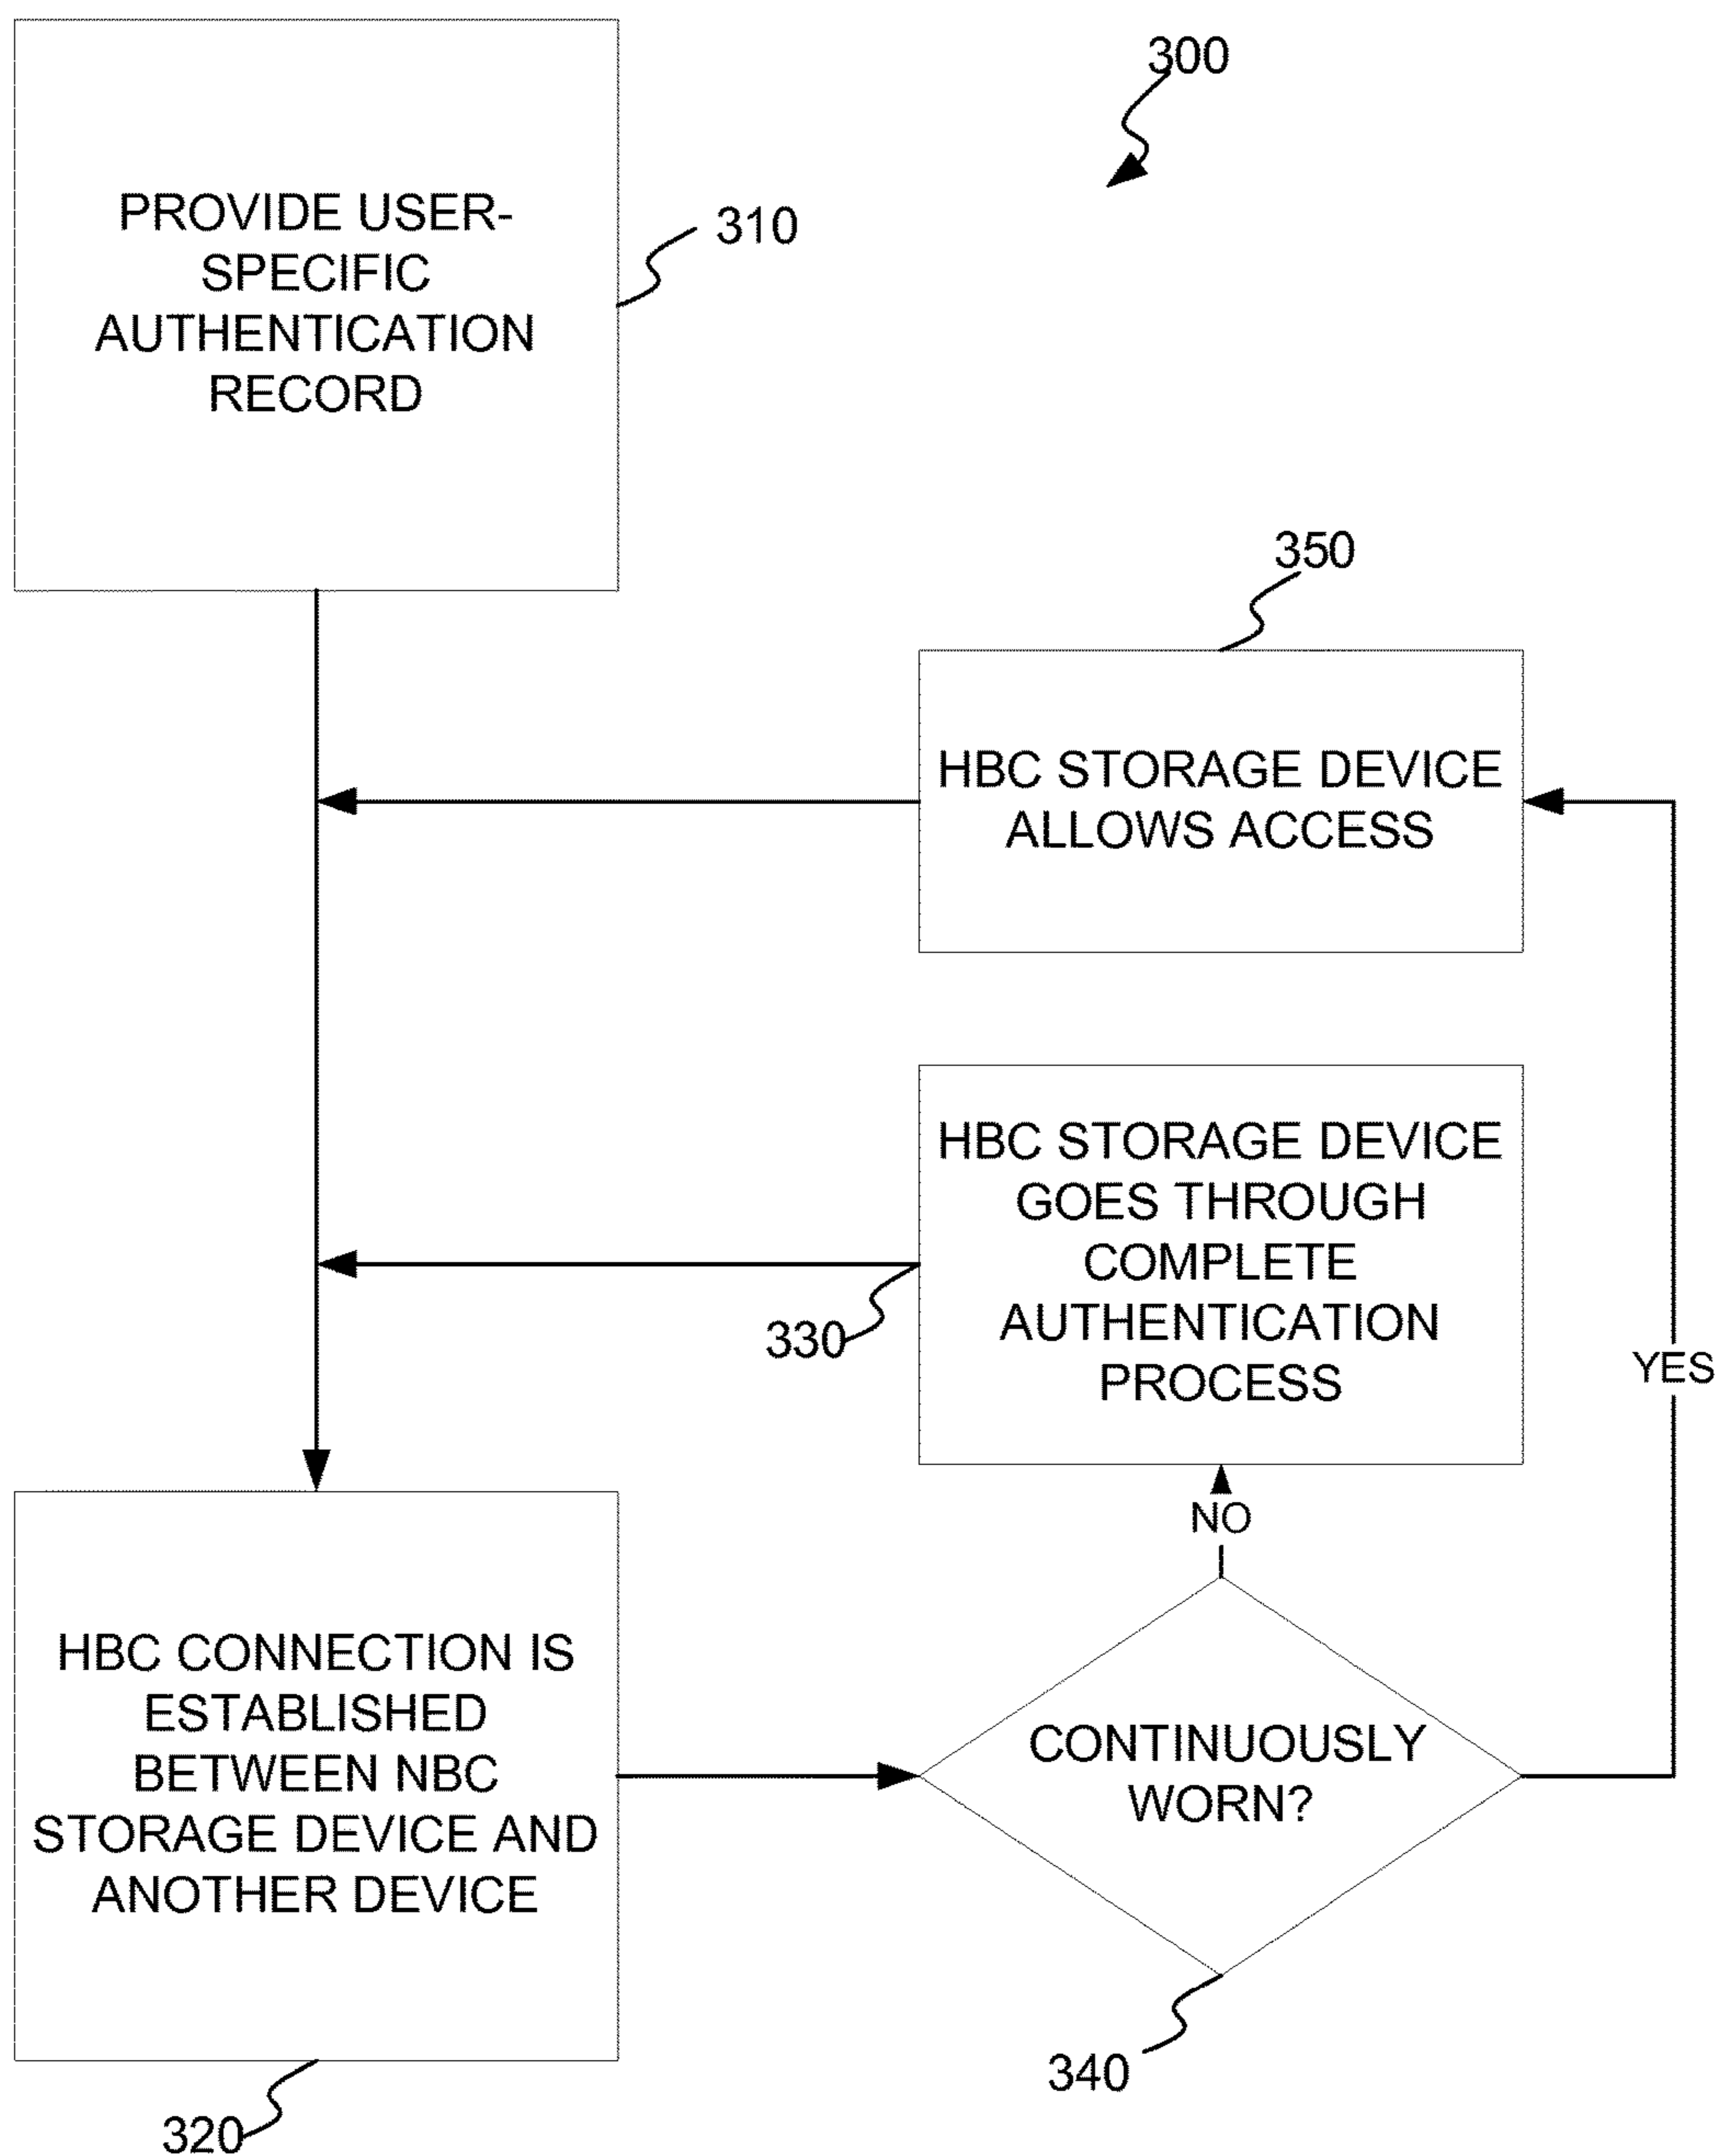 300
PROVIDE USER-
SPECIFIC
AUTHENTICATION
RECORD
310
350
HBC STORAGE DEVICE
ALLOWS ACCESS
HBC STORAGE DEVICE
GOES THROUGH
COMPLETE
AUTHENTICATION
PROCESS
330
YES
NO
HBC CONNECTION IS
ESTABLISHED
BETWEEN NBC
STORAGE DEVICE AND
ANOTHER DEVICE
CONTINUOUSLY
WORN?
340
320